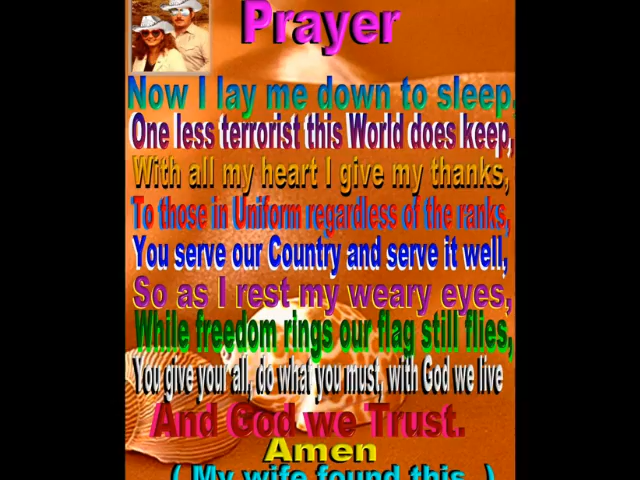 Prayer
Now I lay me down to sleep.
One less terrorist this World does keep,
With all my heart I give my thanks,
To those in Uniform regardless of the ranks,
You serve our Country and serve it well,
So as I rest my weary eyes,
While freedom rings our flag still flies,
You give your all, do what you must, with God we live
And God we Trust.
Amen
( My wife found this. )